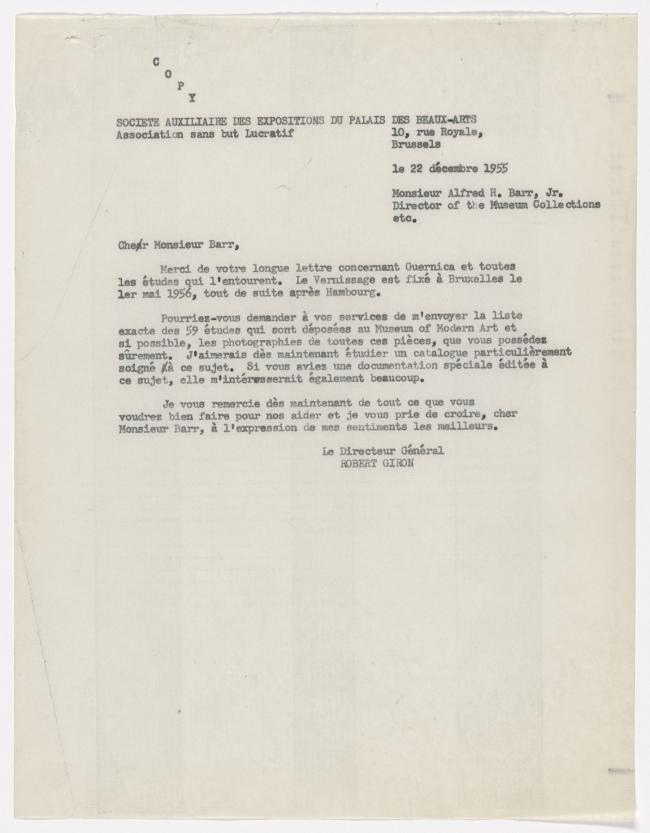 C
O
P
Y
SOCIETE AUXILIAIRE DES EXPOSITIONS DU PALAIS DES BEAUX-ARTS
Association sans but Lucratif 10, rue Royale,
Brussels
le 22 décembre 1955
Monsieur Alfred H. Barr, Jr.
Director of the Museum Collections
etc.
Cher Monsieur Barr,
Merci de votre longue lettre concernant Guernica et toutes
les études qui l'entourent. Le Vernissage est fixé à Bruxelles le
1er mai 1956, tout de suite après Hambourg.
Pourriez-vous demander à vos services de m'envoyer la liste
exacte des 59 études qui sont déposées au Museum of Modern Art et
si possible, les photographies de toutes ces pièces, que vous possédez
sûrement. J'aimerais dès maintenant étudier un catalogue particulièrement
soigné à ce sujet. Si vous aviez une documentation spéciale éditée à
ce sujet, elle m'intéresserait également beaucoup.
Je vous remercie dès maintenant de tout ce que vous
voudrez bien faire pour nos aider et je vous prie de croire, cher
Monsieur Barr, à l'expression de mes sentiments les meilleurs.
Le Directeur Général
ROBERT GIRON